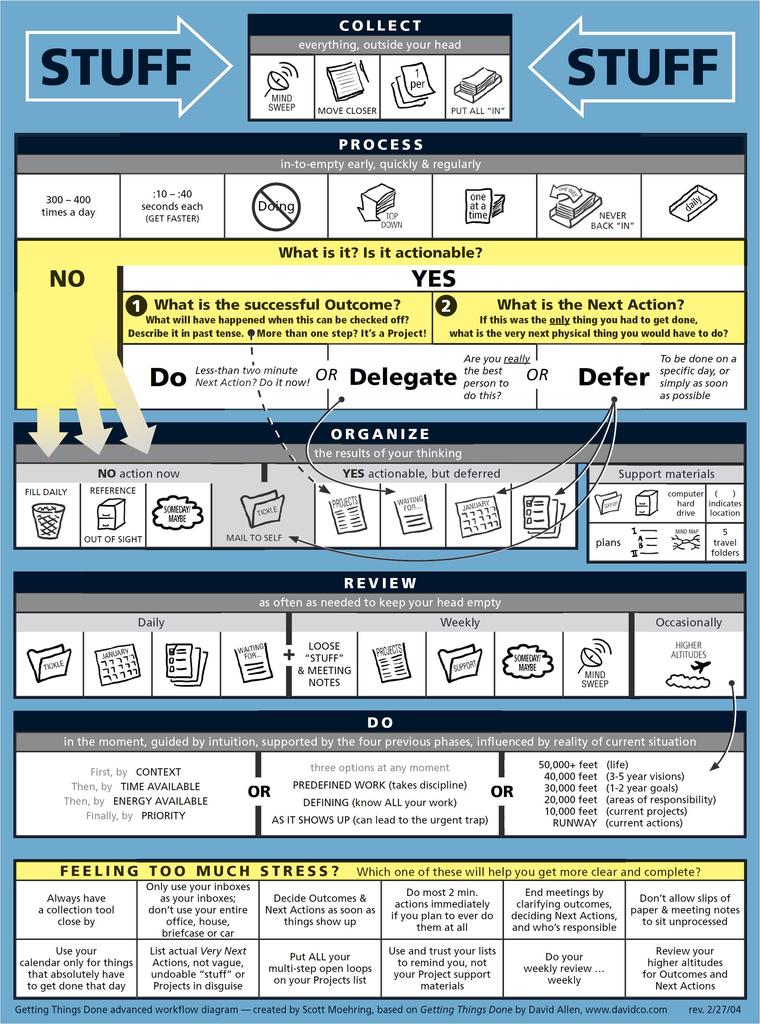 STUFF
COLLECT
everything, outside your head
MIND
SWEEP
MOVE CLOSER
1
per
PUT ALL “IN”
STUFF
PROCESS
in-to-empty early, quickly & regularly
300 – 400
times a day
:10 – :40
seconds each
(GET FASTER)
Doing
TOP
DOWN
one
at a
time
ONE WAY
NEVER
BACK “IN”
daily
What is it? Is it actionable?
NO
YES
1 What is the successful Outcome?
What will have happened when this can be checked off?
Describe it in past tense. • More than one step? It’s a Project!
2 What is the Next Action?
If this was the only thing you had to get done,
what is the very next physical thing you would have to do?
Do
Less-than two minute
Next Action? Do it now!
OR
Delegate
Are you really
the best
person to
do this?
OR
Defer
To be done on a
specific day, or
simply as soon
as possible
ORGANIZE
the results of your thinking
NO action now
YES actionable, but deferred
Support materials
FILL DAILY
REFERENCE
OUT OF SIGHT
SOMEDAY/
MAYBE
TICKLE
MAIL TO SELF
PROJECTS
WAITING
FOR...
JANUARY
SUPPORT
computer
hard
drive
( )
indicates
location
plans
I
A
B
II
MIND MAP
5
travel
folders
REVIEW
as often as needed to keep your head empty
Daily
Weekly
Occasionally
TICKLE
JANUARY
WAITING
FOR...
+
LOOSE
“STUFF”
& MEETING
NOTES
PROJECTS
SUPPORT
SOMEDAY/
MAYBE
MIND
SWEEP
HIGHER
ALTITUDES
DO
in the moment, guided by intuition, supported by the four previous phases, influenced by reality of current situation
First, by CONTEXT
Then, by TIME AVAILABLE
Then, by ENERGY AVAILABLE
Finally, by PRIORITY
OR
three options at any moment
PREDEFINED WORK (takes discipline)
DEFINING (know ALL your work)
AS IT SHOWS UP (can lead to the urgent trap)
OR
50,000+ feet (life)
40,000 feet (3-5 year visions)
30,000 feet (1-2 year goals)
20,000 feet (areas of responsibility)
10,000 feet (current projects)
RUNWAY (current actions)
FEELING TOO MUCH STRESS? Which one of these will help you get more clear and complete?
Always have
a collection tool
close by
Only use your inboxes
as your inboxes;
don’t use your entire
office, house,
briefcase or car
Decide Outcomes &
Next Actions as soon as
things show up
Do most 2 min.
actions immediately
if you plan to ever do
them at all
End meetings by
clarifying outcomes,
deciding Next Actions,
and who’s responsible
Don’t allow slips of
paper & meeting notes
to sit unprocessed
Use your
calendar only for things
that absolutely have
to get done that day
List actual Very Next
Actions, not vague,
undoable “stuff” or
Projects in disguise
Put ALL your
multi-step open loops
on your Projects list
Use and trust your lists
to remind you, not
your Project support
materials
Do your
weekly review ...
weekly
Review your
higher altitudes
for Outcomes and
Next Actions
Getting Things Done advanced workflow diagram — created by Scott Moehring, based on Getting Things Done by David Allen, www.davidco.com rev. 2/27/04